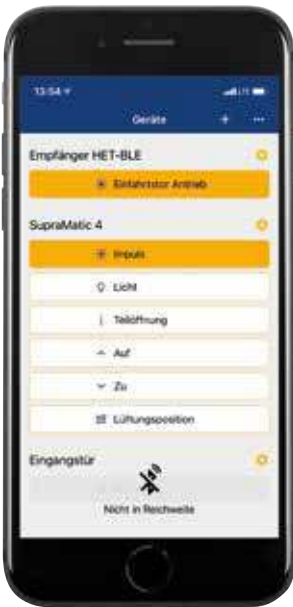 13:54
Geräte
Empfänger HET-BLE
Einfahrtstor Antrieb
SupraMatic 4
Impuls
Licht
Teilöffnung
Auf
Zu
Lüftungsposition
Eingangstür
Nicht in Reichweite